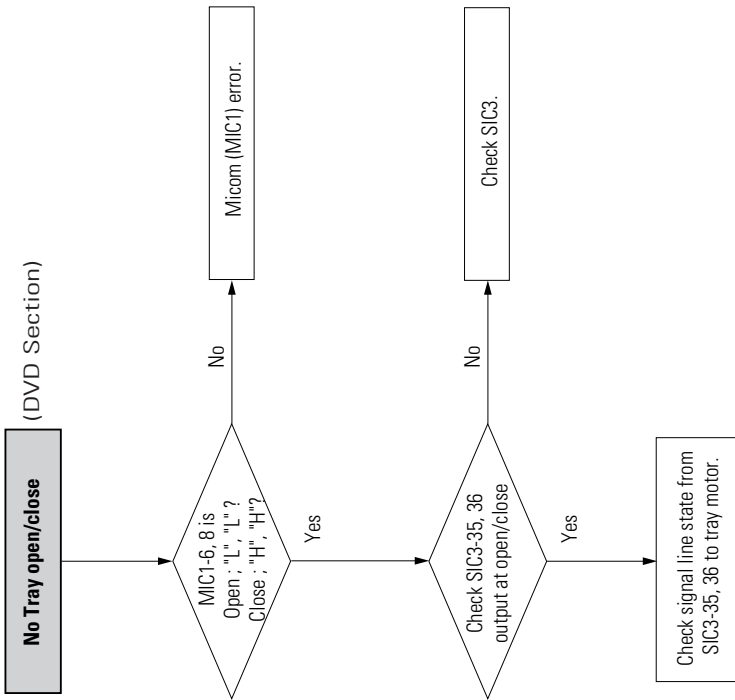 No Tray open/close
(DVD Section)
MIC1-6, 8 is
Open ; "L", "L" ?
Close ; "H", "H"?
No
Micom (MIC1) error.
Yes
Check SIC3-35, 36
output at open/close
No
Check SIC3.
Yes
Check signal line state from
SIC3-35, 36 to tray motor.